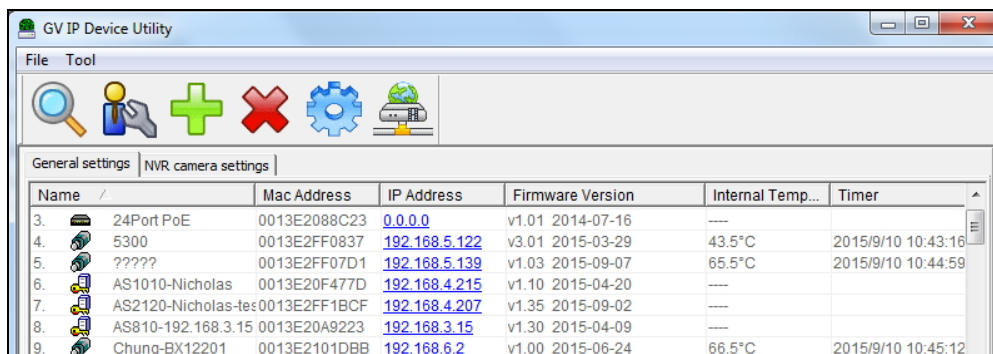 GV IP Device Utility
File Tool
General settings NVR camera settings
Name Mac Address IP Address Firmware Version Internal Temp... Timer
3. 24Port PoE 0013E2088C23 0.0.0.0 v1.01 2014-07-16 ----
4. 5300 0013E2FF0837 192.168.5.122 v3.01 2015-03-29 43.5°C 2015/9/10 10:43:16
5. ????? 0013E2FF07D1 192.168.5.139 v1.03 2015-09-07 65.5°C 2015/9/10 10:44:59
6. AS1010-Nicholas 0013E20F477D 192.168.4.215 v1.10 2015-04-20 ----
7. AS2120-Nicholas-tes 0013E2FF1BCF 192.168.4.207 v1.35 2015-09-02 ----
8. AS810-192.168.3.15 0013E20A9223 192.168.3.15 v1.30 2015-04-09 ----
9. Chung-BX12201 0013E2101DBB 192.168.6.2 v1.00 2015-06-24 66.5°C 2015/9/10 10:45:12